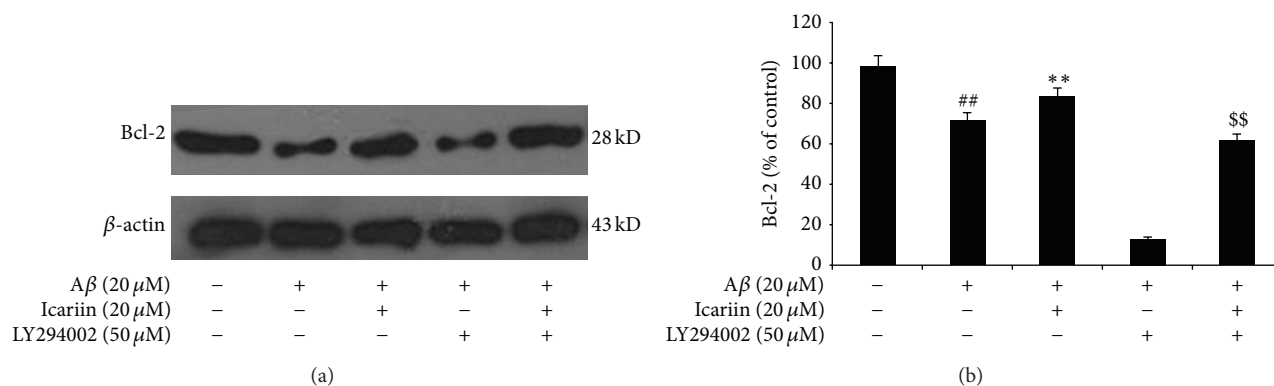 Bcl-2
28 kD
β-actin
43 kD
Aβ (20 μM) − + + + +
Icariin (20 μM) − − + − +
LY294002 (50 μM) − − − + +
(a)
Bcl-2 (% of control)
120
100
80
60
40
20
0
##
**
$$
Aβ (20 μM) − + + + +
Icariin (20 μM) − − + − +
LY294002 (50 μM) − − − + +
(b)